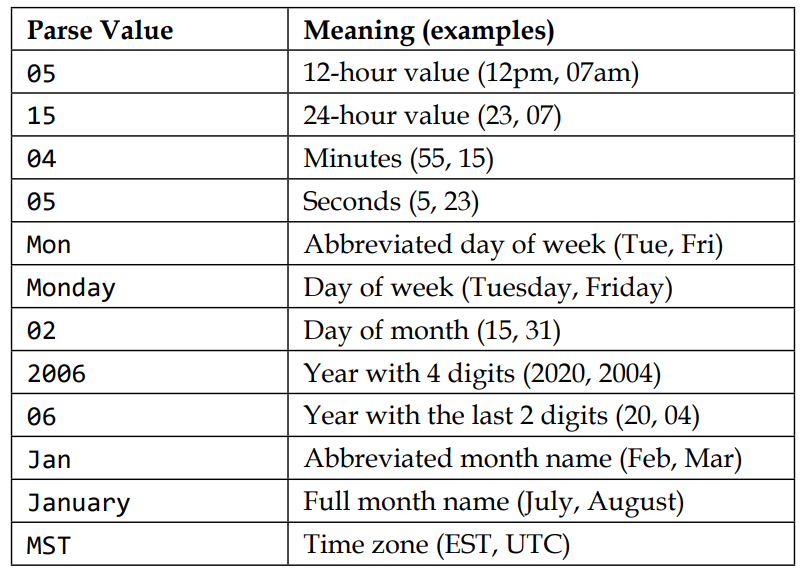 Parse Value Meaning (examples)
05 12-hour value (12pm, 07am)
15 24-hour value (23, 07)
04 Minutes (55, 15)
05 Seconds (5, 23)
Mon Abbreviated day of week (Tue, Fri)
Monday Day of week (Tuesday, Friday)
02 Day of month (15, 31)
2006 Year with 4 digits (2020, 2004)
06 Year with the last 2 digits (20, 04)
Jan Abbreviated month name (Feb, Mar)
January Full month name (July, August)
MST Time zone (EST, UTC)